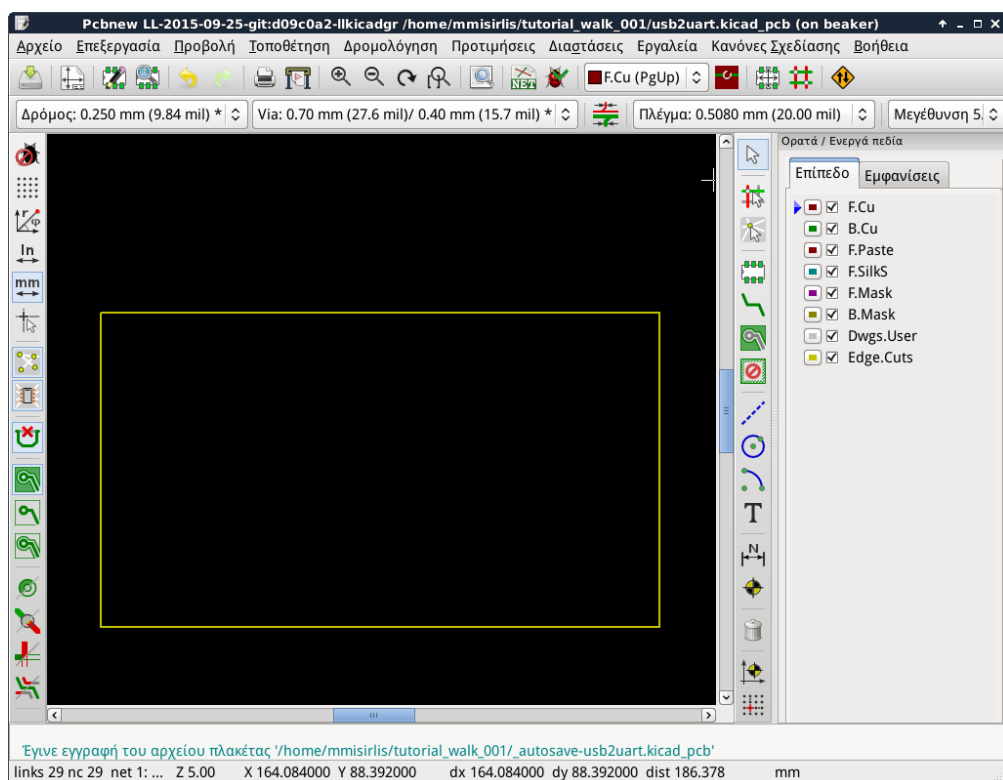 Pcbnew LL-2015-09-25-git:d09c0a2-llkicadgr /home/mmisirlis/tutorial_walk_001/usb2uart.kicad_pcb (on beaker)
Αρχείο Επεξεργασία Προβολή Τοποθέτηση Δρομολόγηση Προτιμήσεις Διαστάσεις Εργαλεία Κανόνες Σχεδίασης Βοήθεια
NET F.Cu (PgUp)
Δρόμος: 0.250 mm (9.84 mil) * Via: 0.70 mm (27.6 mil)/ 0.40 mm (15.7 mil) * Πλέγμα: 0.5080 mm (20.00 mil) Μεγέθυνση 5.
Ορατά / Ενεργά πεδία
Επίπεδο Εμφανίσεις
F.Cu
B.Cu
F.Paste
F.SilkS
F.Mask
B.Mask
Dwgs.User
Edge.Cuts
In
mm
T
N
Έγινε εγγραφή του αρχείου πλακέτας '/home/mmisirlis/tutorial_walk_001/_autosave-usb2uart.kicad_pcb'
links 29 nc 29 net 1: ... Z 5.00 X 164.084000 Y 88.392000 dx 164.084000 dy 88.392000 dist 186.378 mm